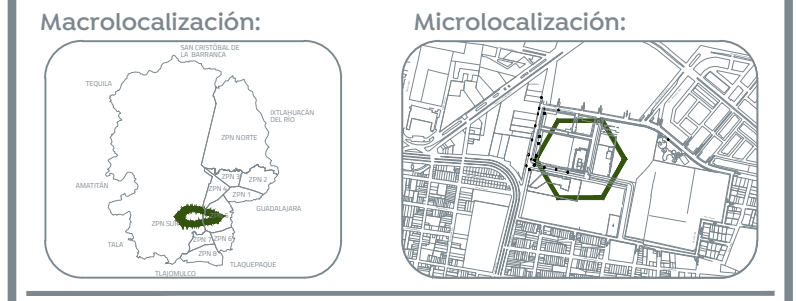 Macrolocalización:
Microlocalización:
SAN CRISTÓBAL DE
LA BARRANCA
TEQUILA
IXTLAHUACÁN
DEL RÍO
ZPN NORTE
ZPN 3
ZPN 2
AMATITÁN
ZPN 1
GUADALAJARA
ZPN SUR
TALA
ZPN 7
ZPN 6
ZPN 8
TLAQUEPAQUE
TLAJOMULCO